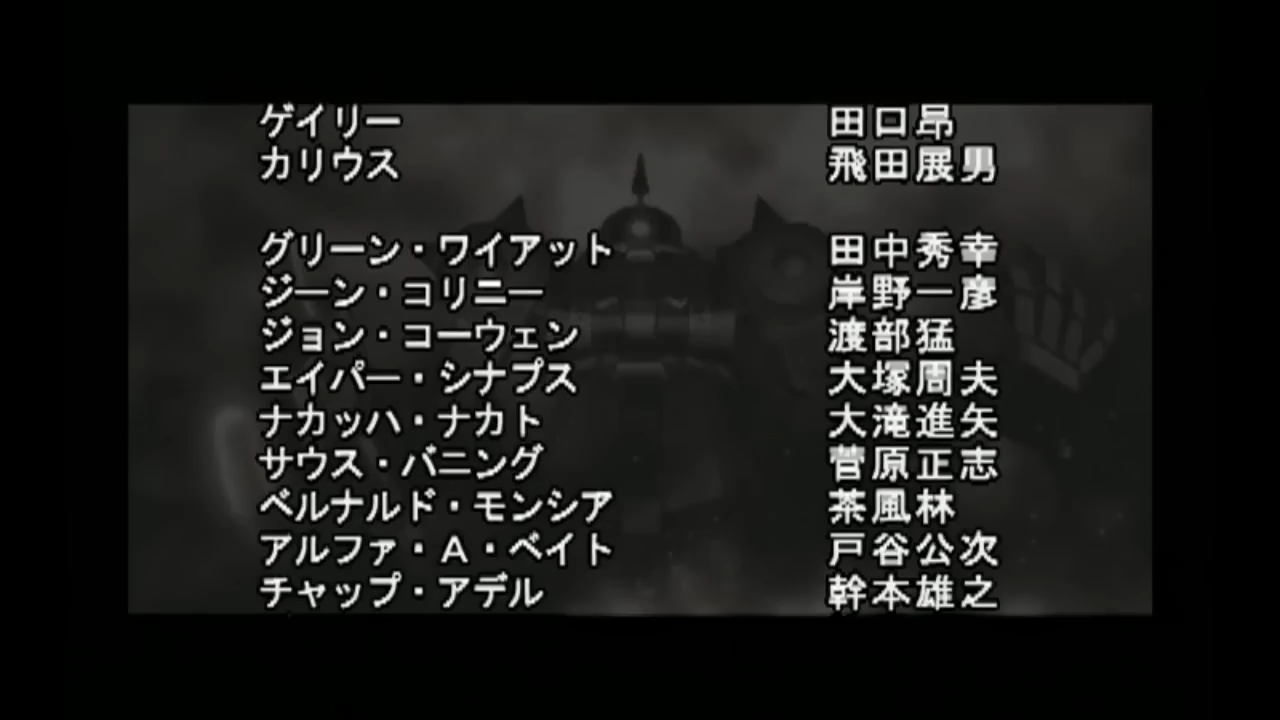 ゲイリー 田口昂
カリウス 飛田展男
グリーン・ワイアット 田中秀幸
ジーン・コリニー 岸野一彦
ジョン・コーウェン 渡部猛
エイパー・シナプス 大塚周夫
ナカッハ・ナカト 大滝進矢
サウス・バニング 菅原正志
ベルナルド・モンシア 茶風林
アルファ・A・ベイト 戸谷公次
チャップ・アデル 幹本雄之